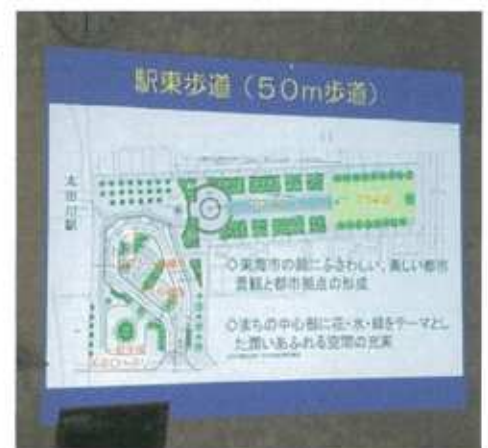 駅東歩道（50m歩道）
太田川駅
◇東海市の顔にふさわしい、美しい都市
景観と都市拠点の形成
◇まちの中心部に花・水・緑をテーマとし
た潤いあふれる空間の充実